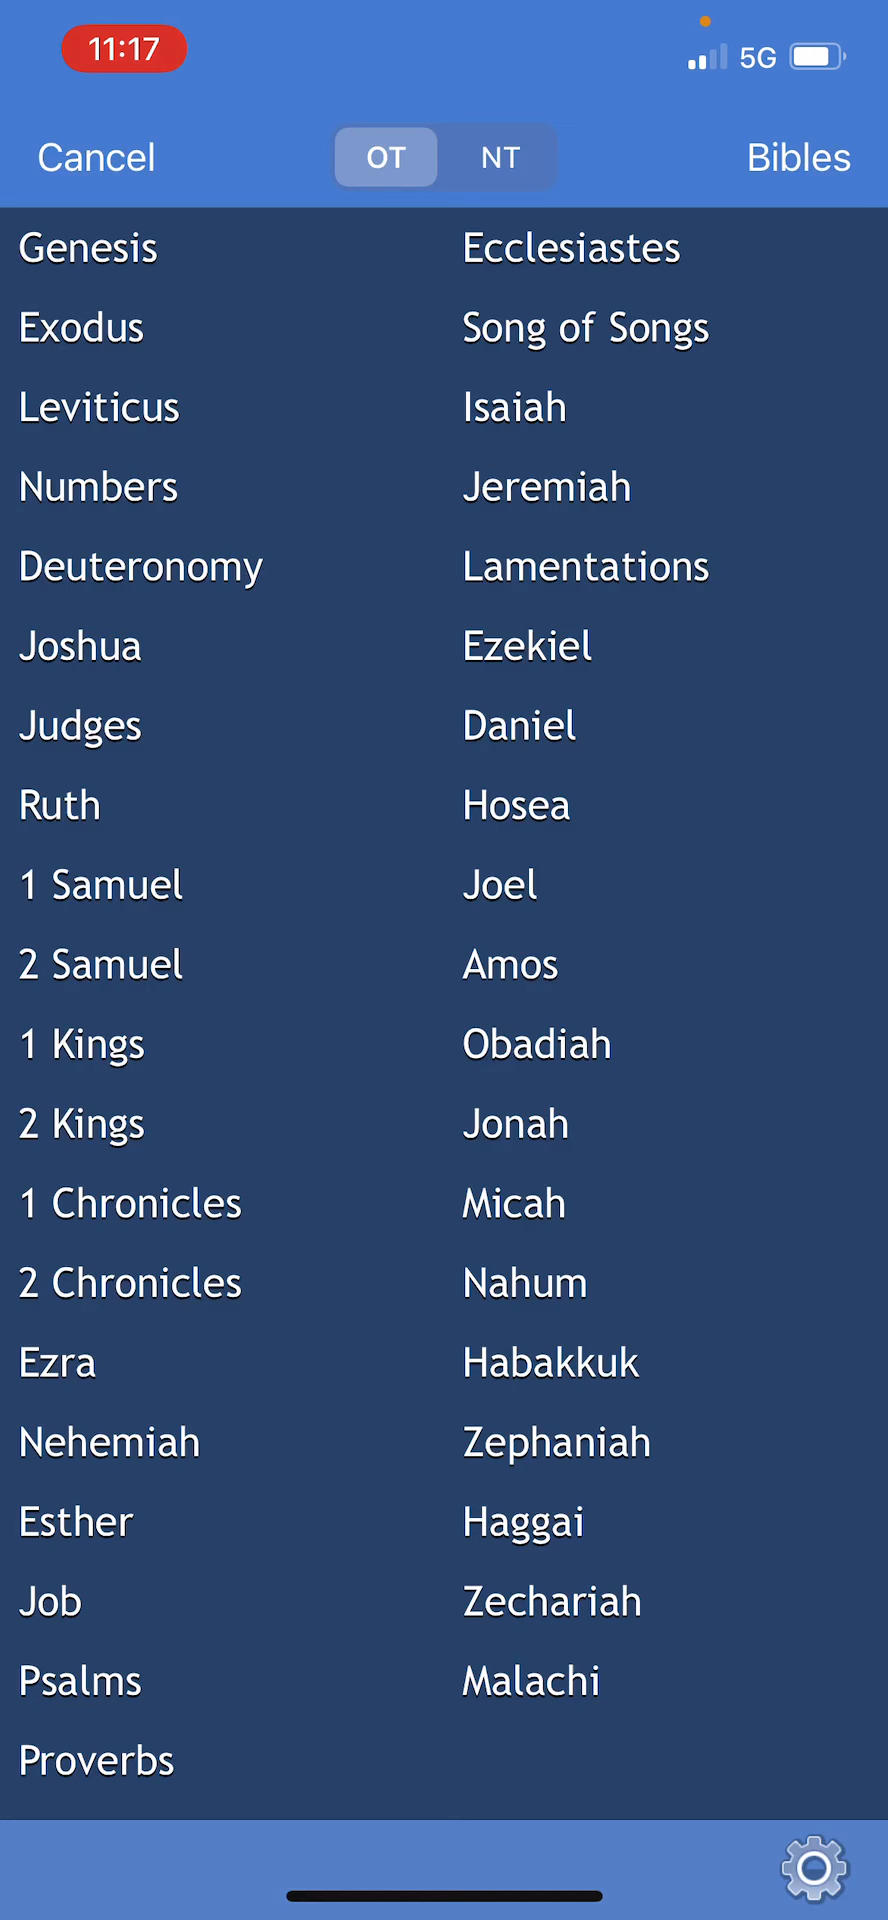 11:17
5G
Cancel
OT
NT
Bibles
Genesis
Exodus
Leviticus
Numbers
Deuteronomy
Joshua
Judges
Ruth
1 Samuel
2 Samuel
1 Kings
2 Kings
1 Chronicles
2 Chronicles
Ezra
Nehemiah
Esther
Job
Psalms
Proverbs
Ecclesiastes
Song of Songs
Isaiah
Jeremiah
Lamentations
Ezekiel
Daniel
Hosea
Joel
Amos
Obadiah
Jonah
Micah
Nahum
Habakkuk
Zephaniah
Haggai
Zechariah
Malachi